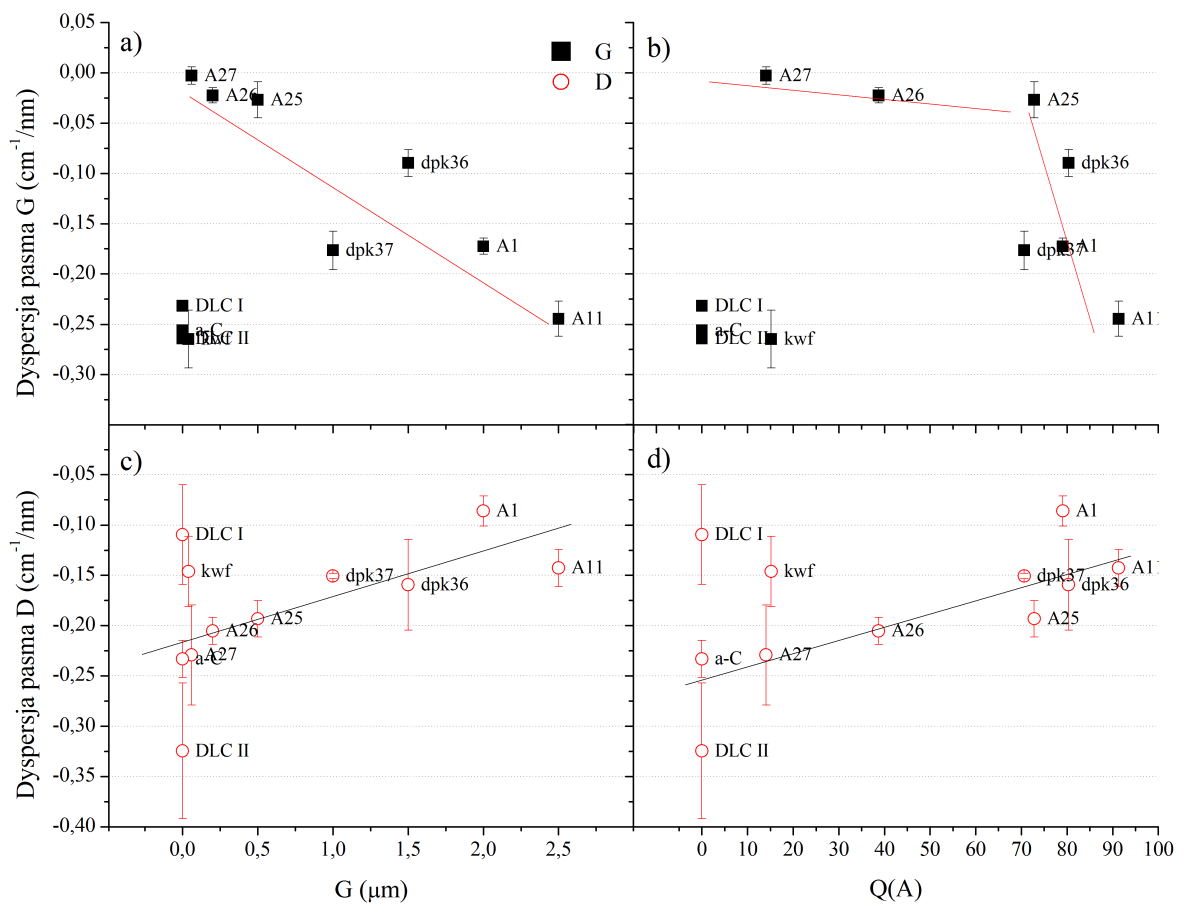 a)
G
D
b)
0,05
0,00
-0,05
-0,10
-0,15
-0,20
-0,25
-0,30
Dyspersja pasma G (cm⁻¹/nm)
A27
A26
A25
dpk36
dpk37
A1
DLC I
a-C
DLC II
kwf
A11
A27
A26
A25
dpk36
A1
dpk37
DLC I
a-C
DLC II
kwf
A11
c)
d)
-0,05
-0,10
-0,15
-0,20
-0,25
-0,30
-0,35
-0,40
Dyspersja pasma D (cm⁻¹/nm)
A1
DLC I
kwf
dpk37
dpk36
A11
A26
A25
A27
a-C
DLC II
A1
DLC I
kwf
dpk37
dpk36
A11
A25
A26
A27
a-C
DLC II
0,0 0,5 1,0 1,5 2,0 2,5
0 10 20 30 40 50 60 70 80 90 100
G (μm)
Q(A)